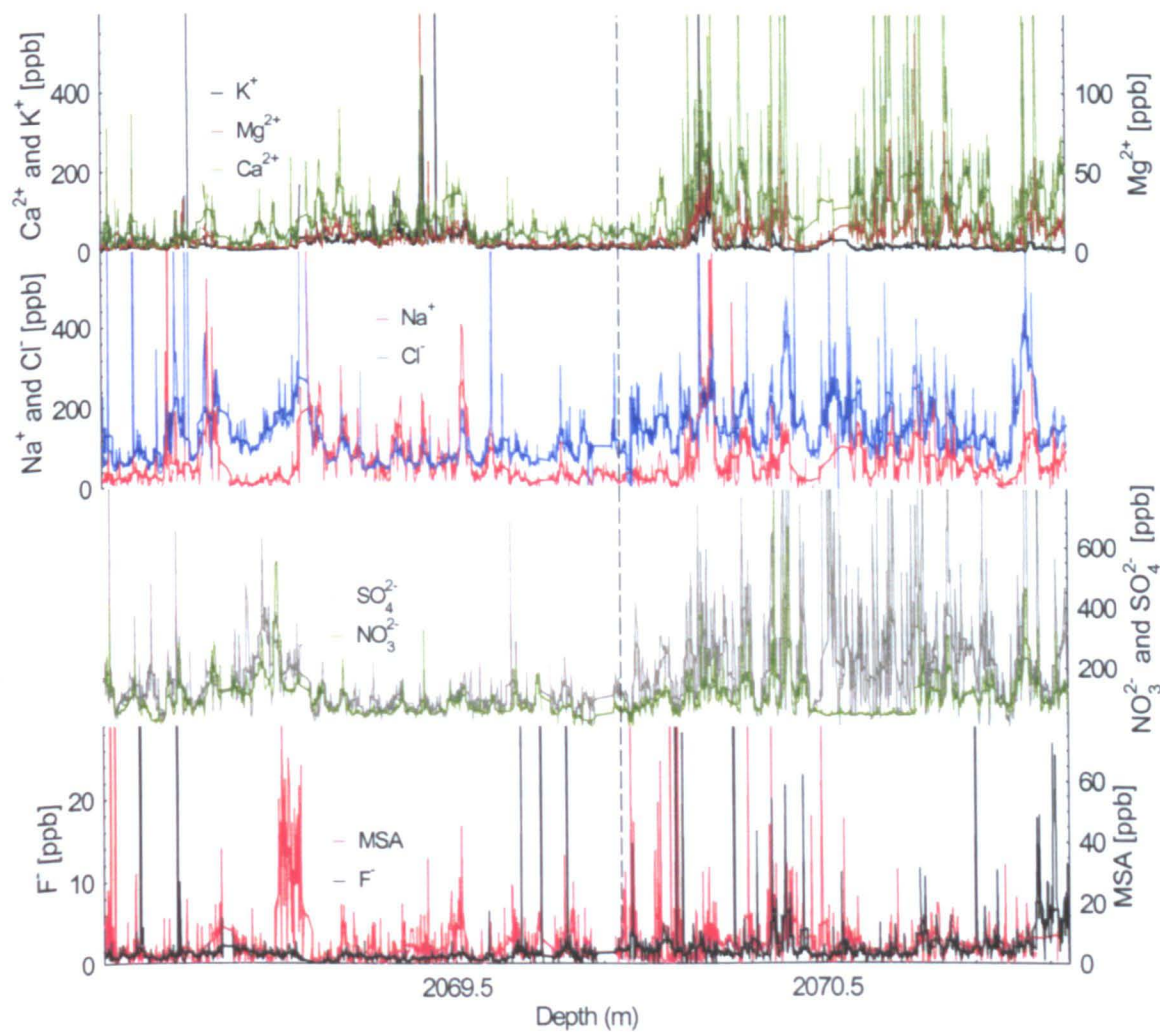 Ca²⁺ and K⁺ [ppb]
400
200
0
K⁺
Mg²⁺
Ca²⁺
100
50
0
Mg²⁺ [ppb]
Na⁺ and Cl⁻ [ppb]
400
200
0
Na⁺
Cl⁻
SO₄²⁻
NO₃²⁻
600
400
200
NO₃²⁻ and SO₄²⁻ [ppb]
F⁻ [ppb]
20
10
0
MSA
F⁻
60
40
20
0
MSA [ppb]
2069.5
2070.5
Depth (m)